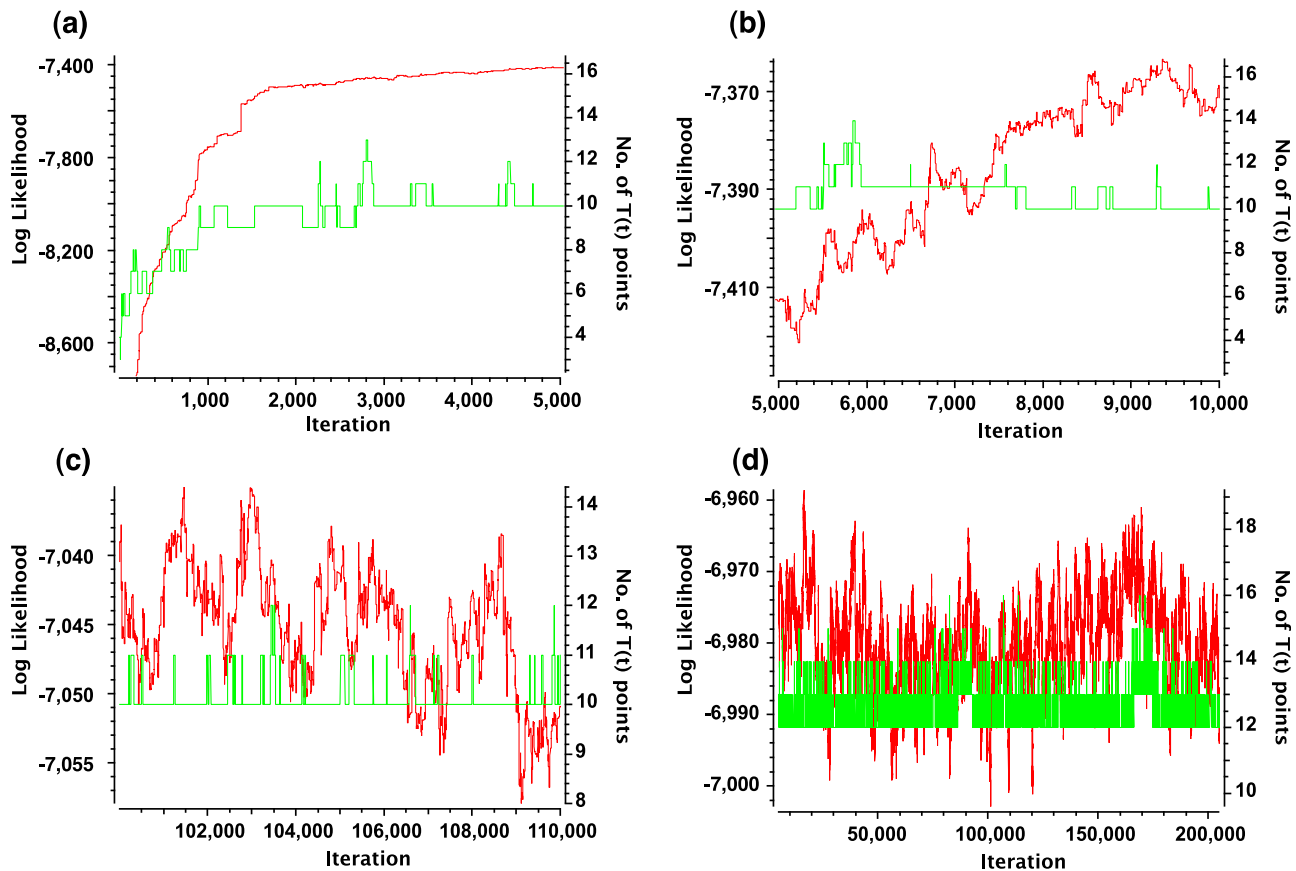 (a)
-7,400
-7,800
-8,000
-8,200
-8,600
Log Likelihood
16
14
12
10
8
6
4
No. of T(t) points
1,000 2,000 3,000 4,000 5,000
Iteration
(b)
-7,370
-7,390
-7,410
Log Likelihood
16
14
12
10
8
6
4
No. of T(t) points
5,000 6,000 7,000 8,000 9,000 10,000
Iteration
(c)
-7,040
-7,045
-7,050
-7,055
Log Likelihood
14
13
12
11
10
9
8
No. of T(t) points
102,000 104,000 106,000 108,000 110,000
Iteration
(d)
-6,960
-6,970
-6,980
-6,990
-7,000
Log Likelihood
18
16
14
12
10
No. of T(t) points
50,000 100,000 150,000 200,000
Iteration